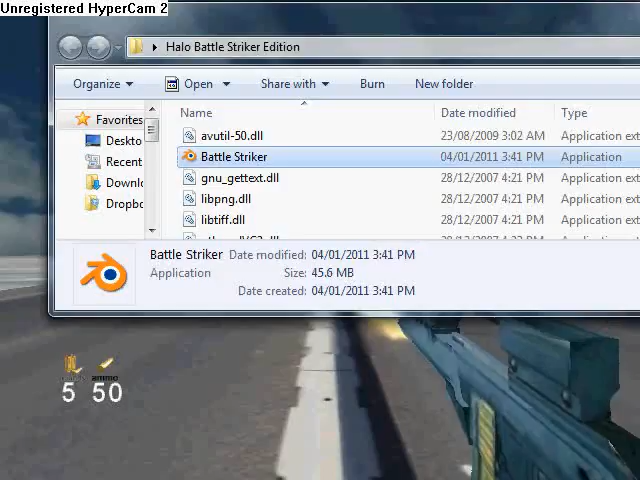 Unregistered HyperCam 2
Halo Battle Striker Edition
Organize Open Share with Burn New folder
Favorites
Deskto
Recent
Downlo
Dropbo
Name Date modified Type
avutil-50.dll 23/08/2009 3:02 AM Application ext
Battle Striker 04/01/2011 3:41 PM Application
gnu_gettext.dll 28/12/2007 4:21 PM Application ext
libpng.dll 28/12/2007 4:21 PM Application ext
libtiff.dll 28/12/2007 4:21 PM Application ext
Battle Striker Date modified: 04/01/2011 3:41 PM
Application Size: 45.6 MB
Date created: 04/01/2011 3:41 PM
ammo
5 50